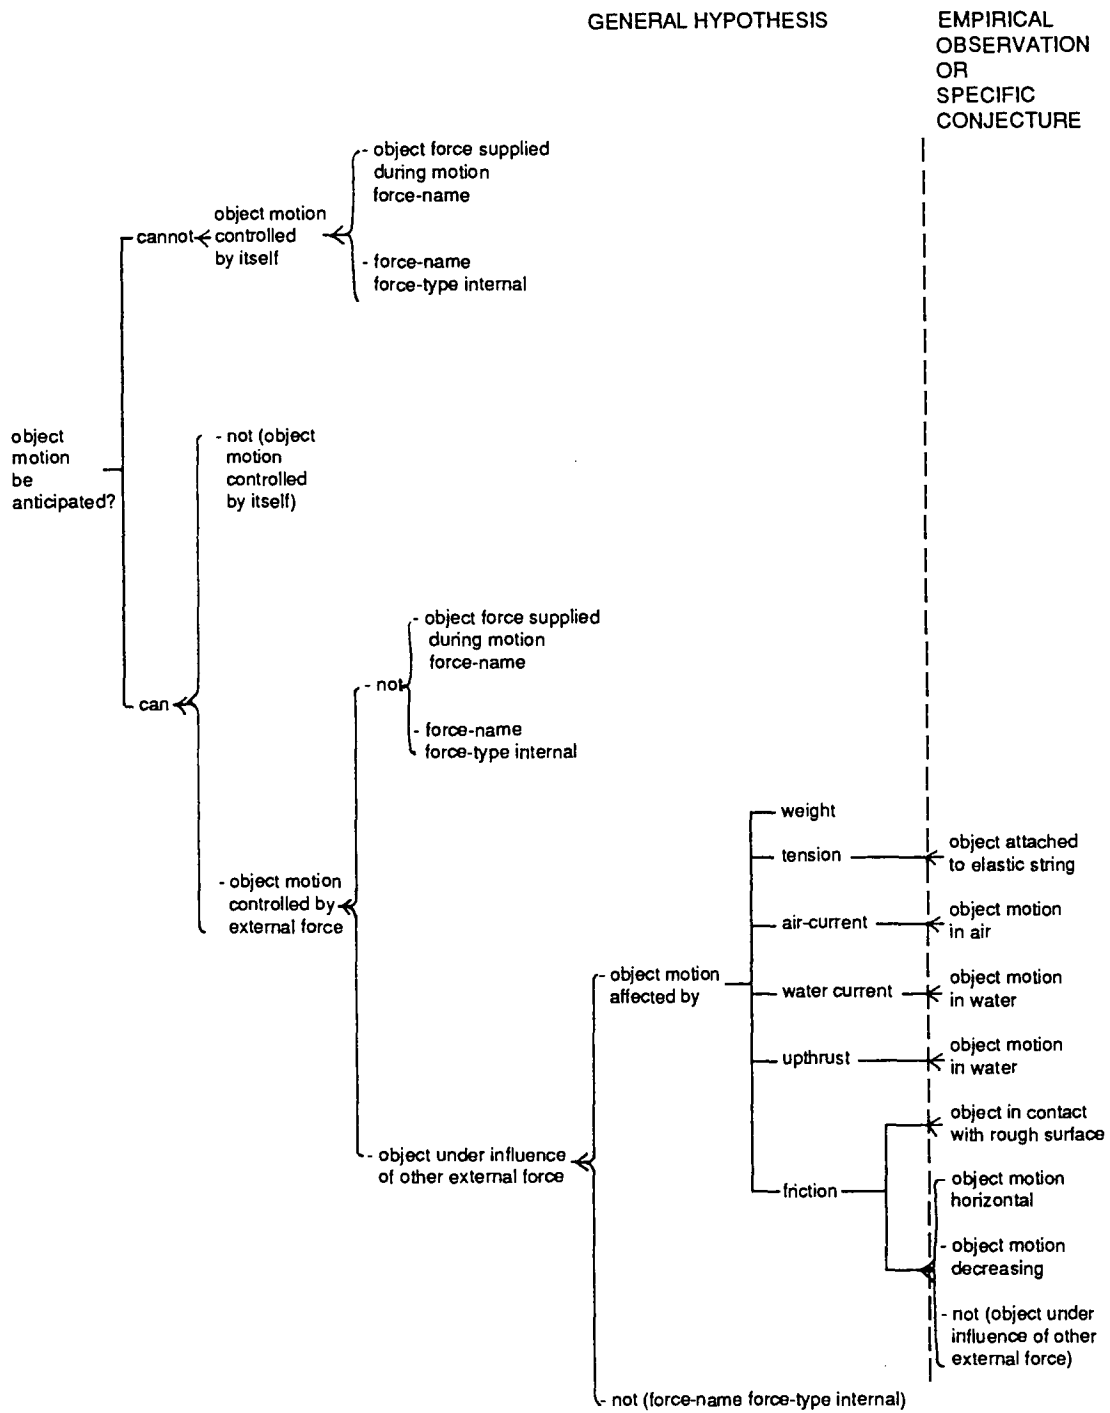 GENERAL HYPOTHESIS
EMPIRICAL
OBSERVATION
OR
SPECIFIC
CONJECTURE
- object force supplied
during motion
force-name
object motion
cannot controlled
by itself
- force-name
force-type internal
object
motion
be
anticipated?
- not (object
motion
controlled
by itself)
- object force supplied
during motion
force-name
- not
can
- force-name
force-type internal
- object motion
controlled by
external force
weight
tension
object attached
to elastic string
air-current
object motion
in air
- object motion
affected by
water current
object motion
in water
upthrust
object motion
in water
object in contact
with rough surface
- object under influence
of other external force
friction
- object motion
horizontal
- object motion
decreasing
- not (object under
influence of other
external force)
- not (force-name force-type internal)